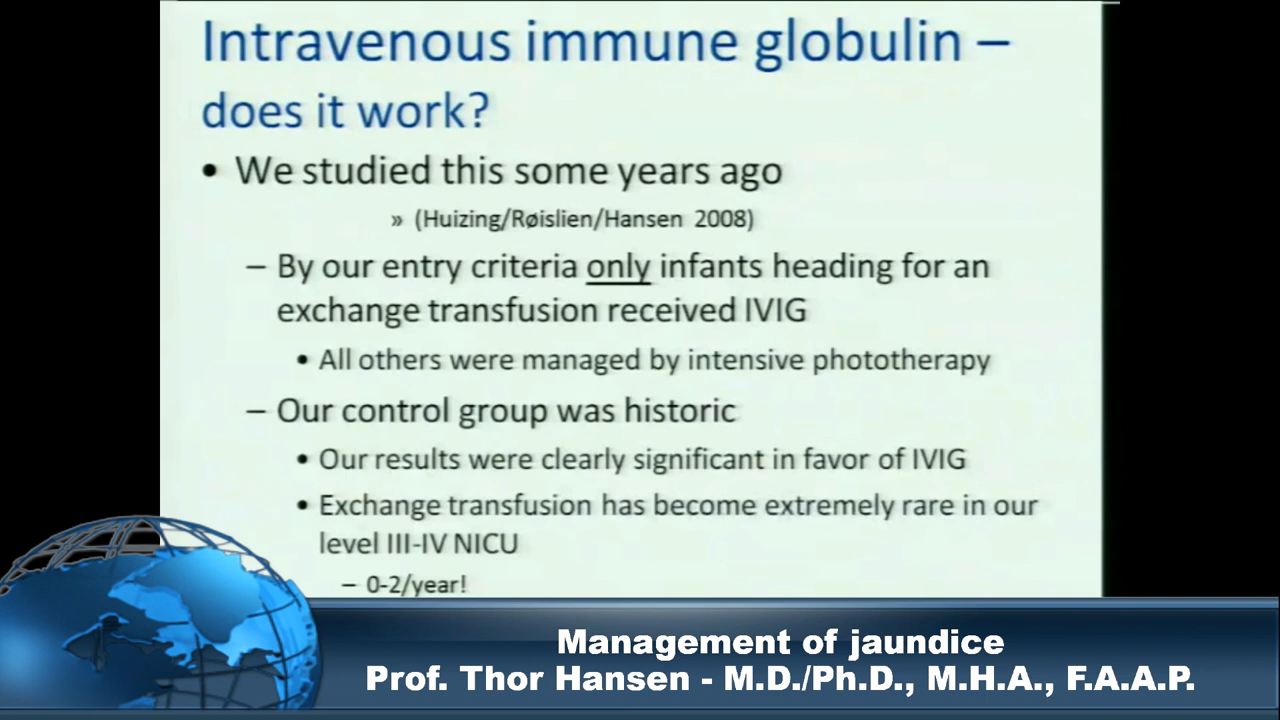 Intravenous immune globulin –
does it work?
• We studied this some years ago
» (Huizing/Røislien/Hansen 2008)
– By our entry criteria only infants heading for an
exchange transfusion received IVIG
• All others were managed by intensive phototherapy
– Our control group was historic
• Our results were clearly significant in favor of IVIG
• Exchange transfusion has become extremely rare in our
level III-IV NICU
– 0-2/year!
Management of jaundice
Prof. Thor Hansen - M.D./Ph.D., M.H.A., F.A.A.P.